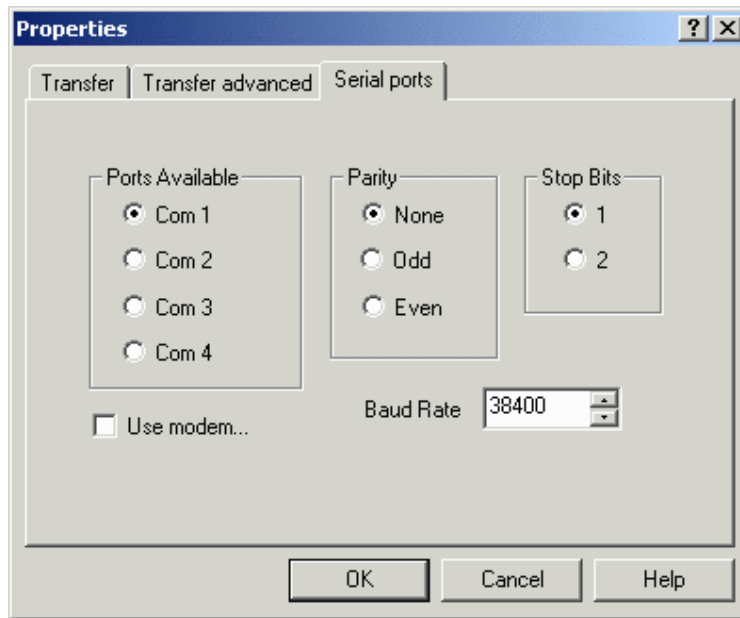 Properties
Transfer
Transfer advanced
Serial ports
Ports Available
Com 1
Com 2
Com 3
Com 4
Use modem...
Parity
None
Odd
Even
Stop Bits
1
2
Baud Rate
38400
OK
Cancel
Help